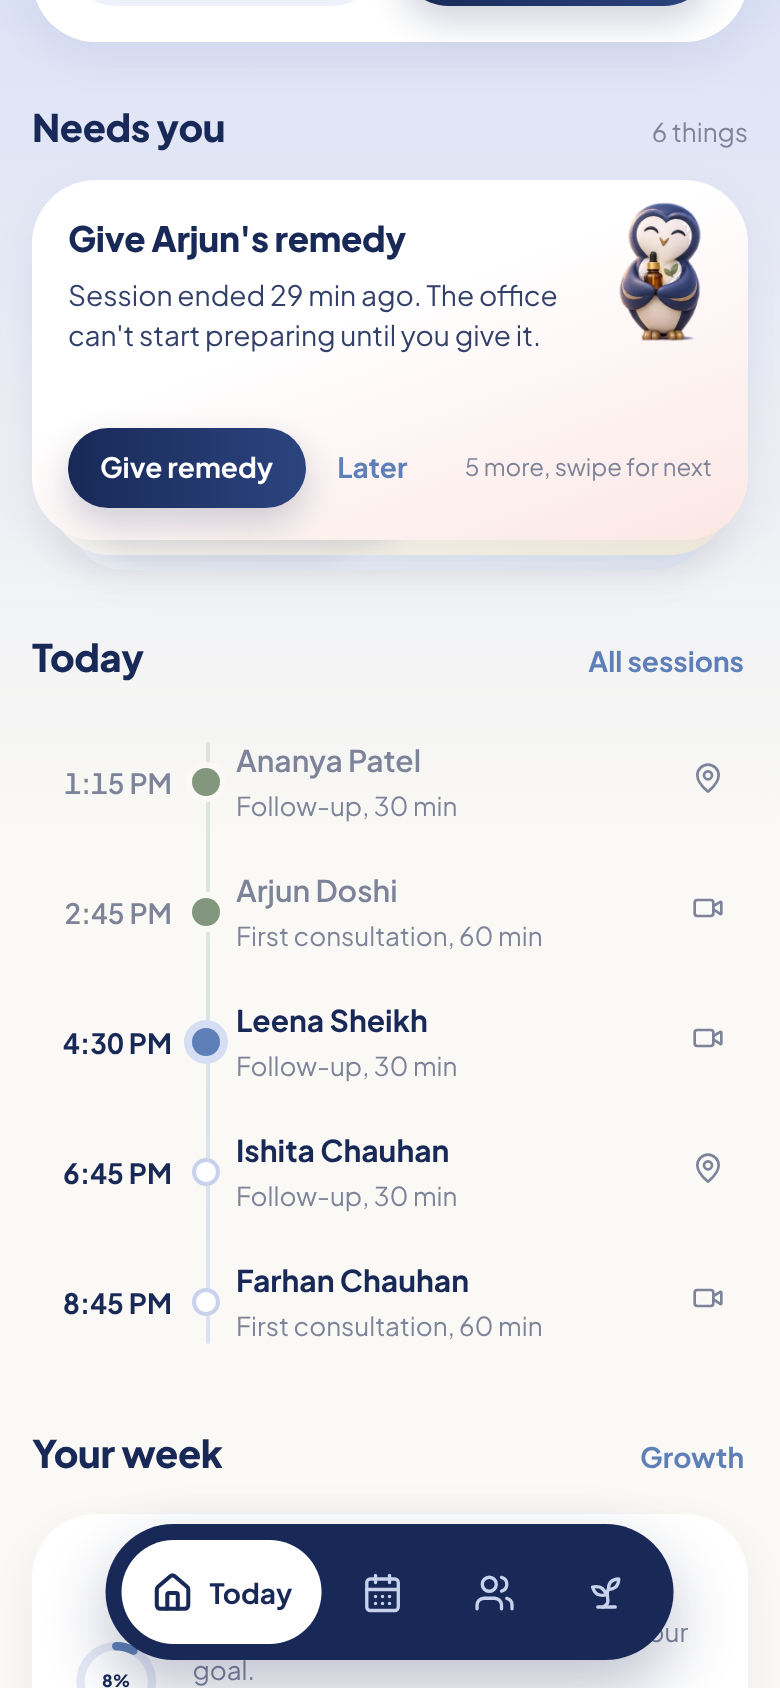 Needs you
6 things
Give Arjun's remedy
Session ended 29 min ago. The office
can't start preparing until you give it.
Give remedy
Later
5 more, swipe for next
Today
All sessions
1:15 PM
Ananya Patel
Follow-up, 30 min
2:45 PM
Arjun Doshi
First consultation, 60 min
4:30 PM
Leena Sheikh
Follow-up, 30 min
6:45 PM
Ishita Chauhan
Follow-up, 30 min
8:45 PM
Farhan Chauhan
First consultation, 60 min
Your week
Growth
Today
8%
goal.